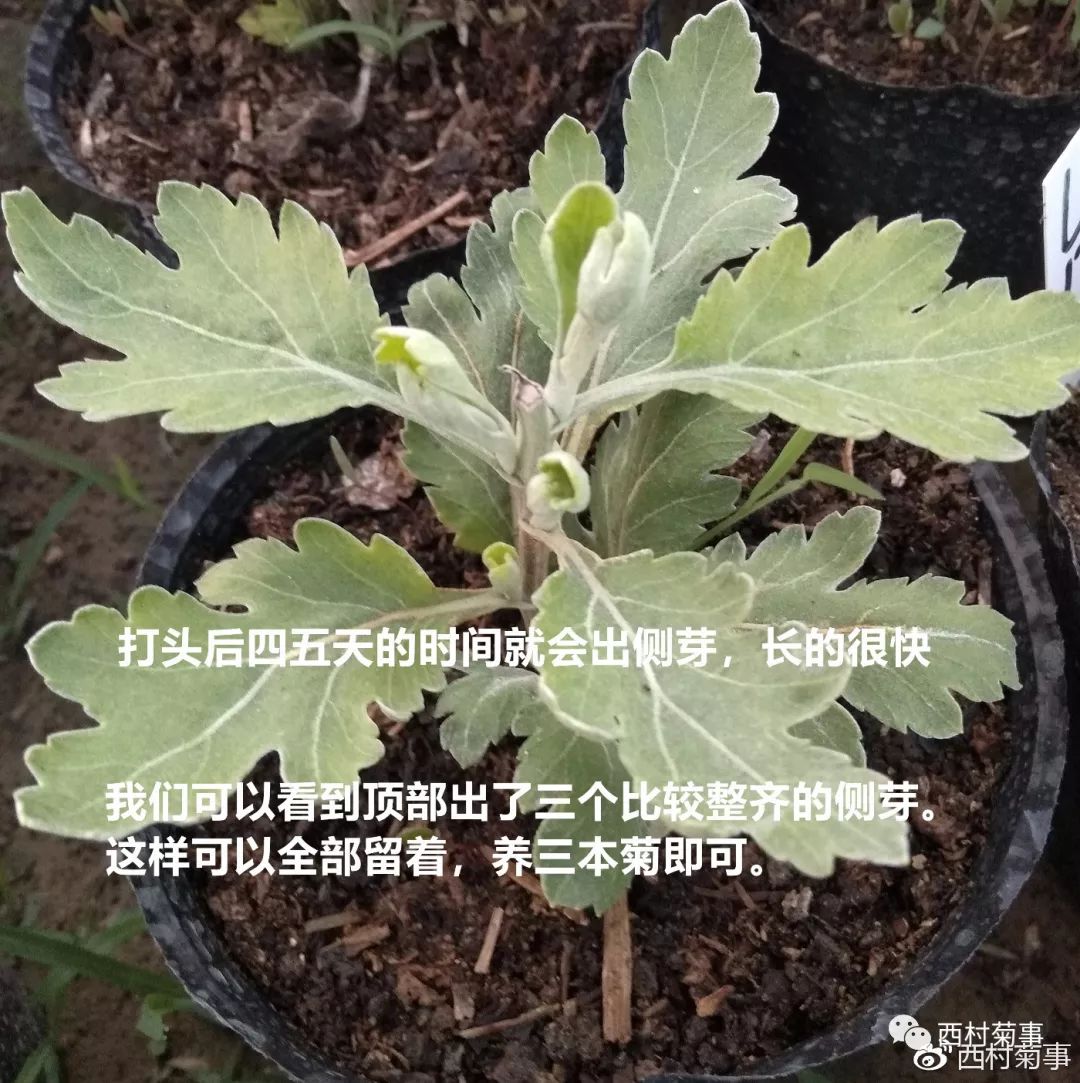 打头后四五天的时间就会出侧芽，长的很快
我们可以看到顶部出了三个比较整齐的侧芽。
这样可以全部留着，养三本菊即可。
西村菊事
西村菊事